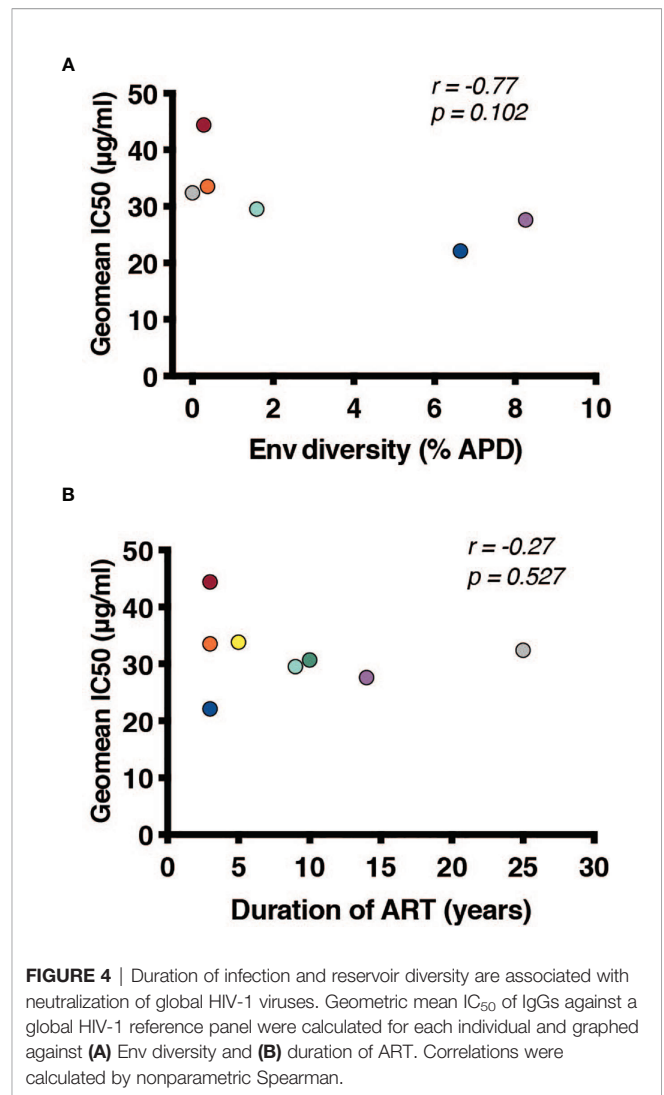 A
r = -0.77
p = 0.102
50
40
30
20
10
0
Geomean IC50 (µg/ml)
0 2 4 6 8 10
Env diversity (% APD)
B
r = -0.27
p = 0.527
50
40
30
20
10
0
Geomean IC50 (µg/ml)
0 5 10 15 20 25 30
Duration of ART (years)
FIGURE 4 | Duration of infection and reservoir diversity are associated with
neutralization of global HIV-1 viruses. Geometric mean IC50 of IgGs against a
global HIV-1 reference panel were calculated for each individual and graphed
against (A) Env diversity and (B) duration of ART. Correlations were
calculated by nonparametric Spearman.